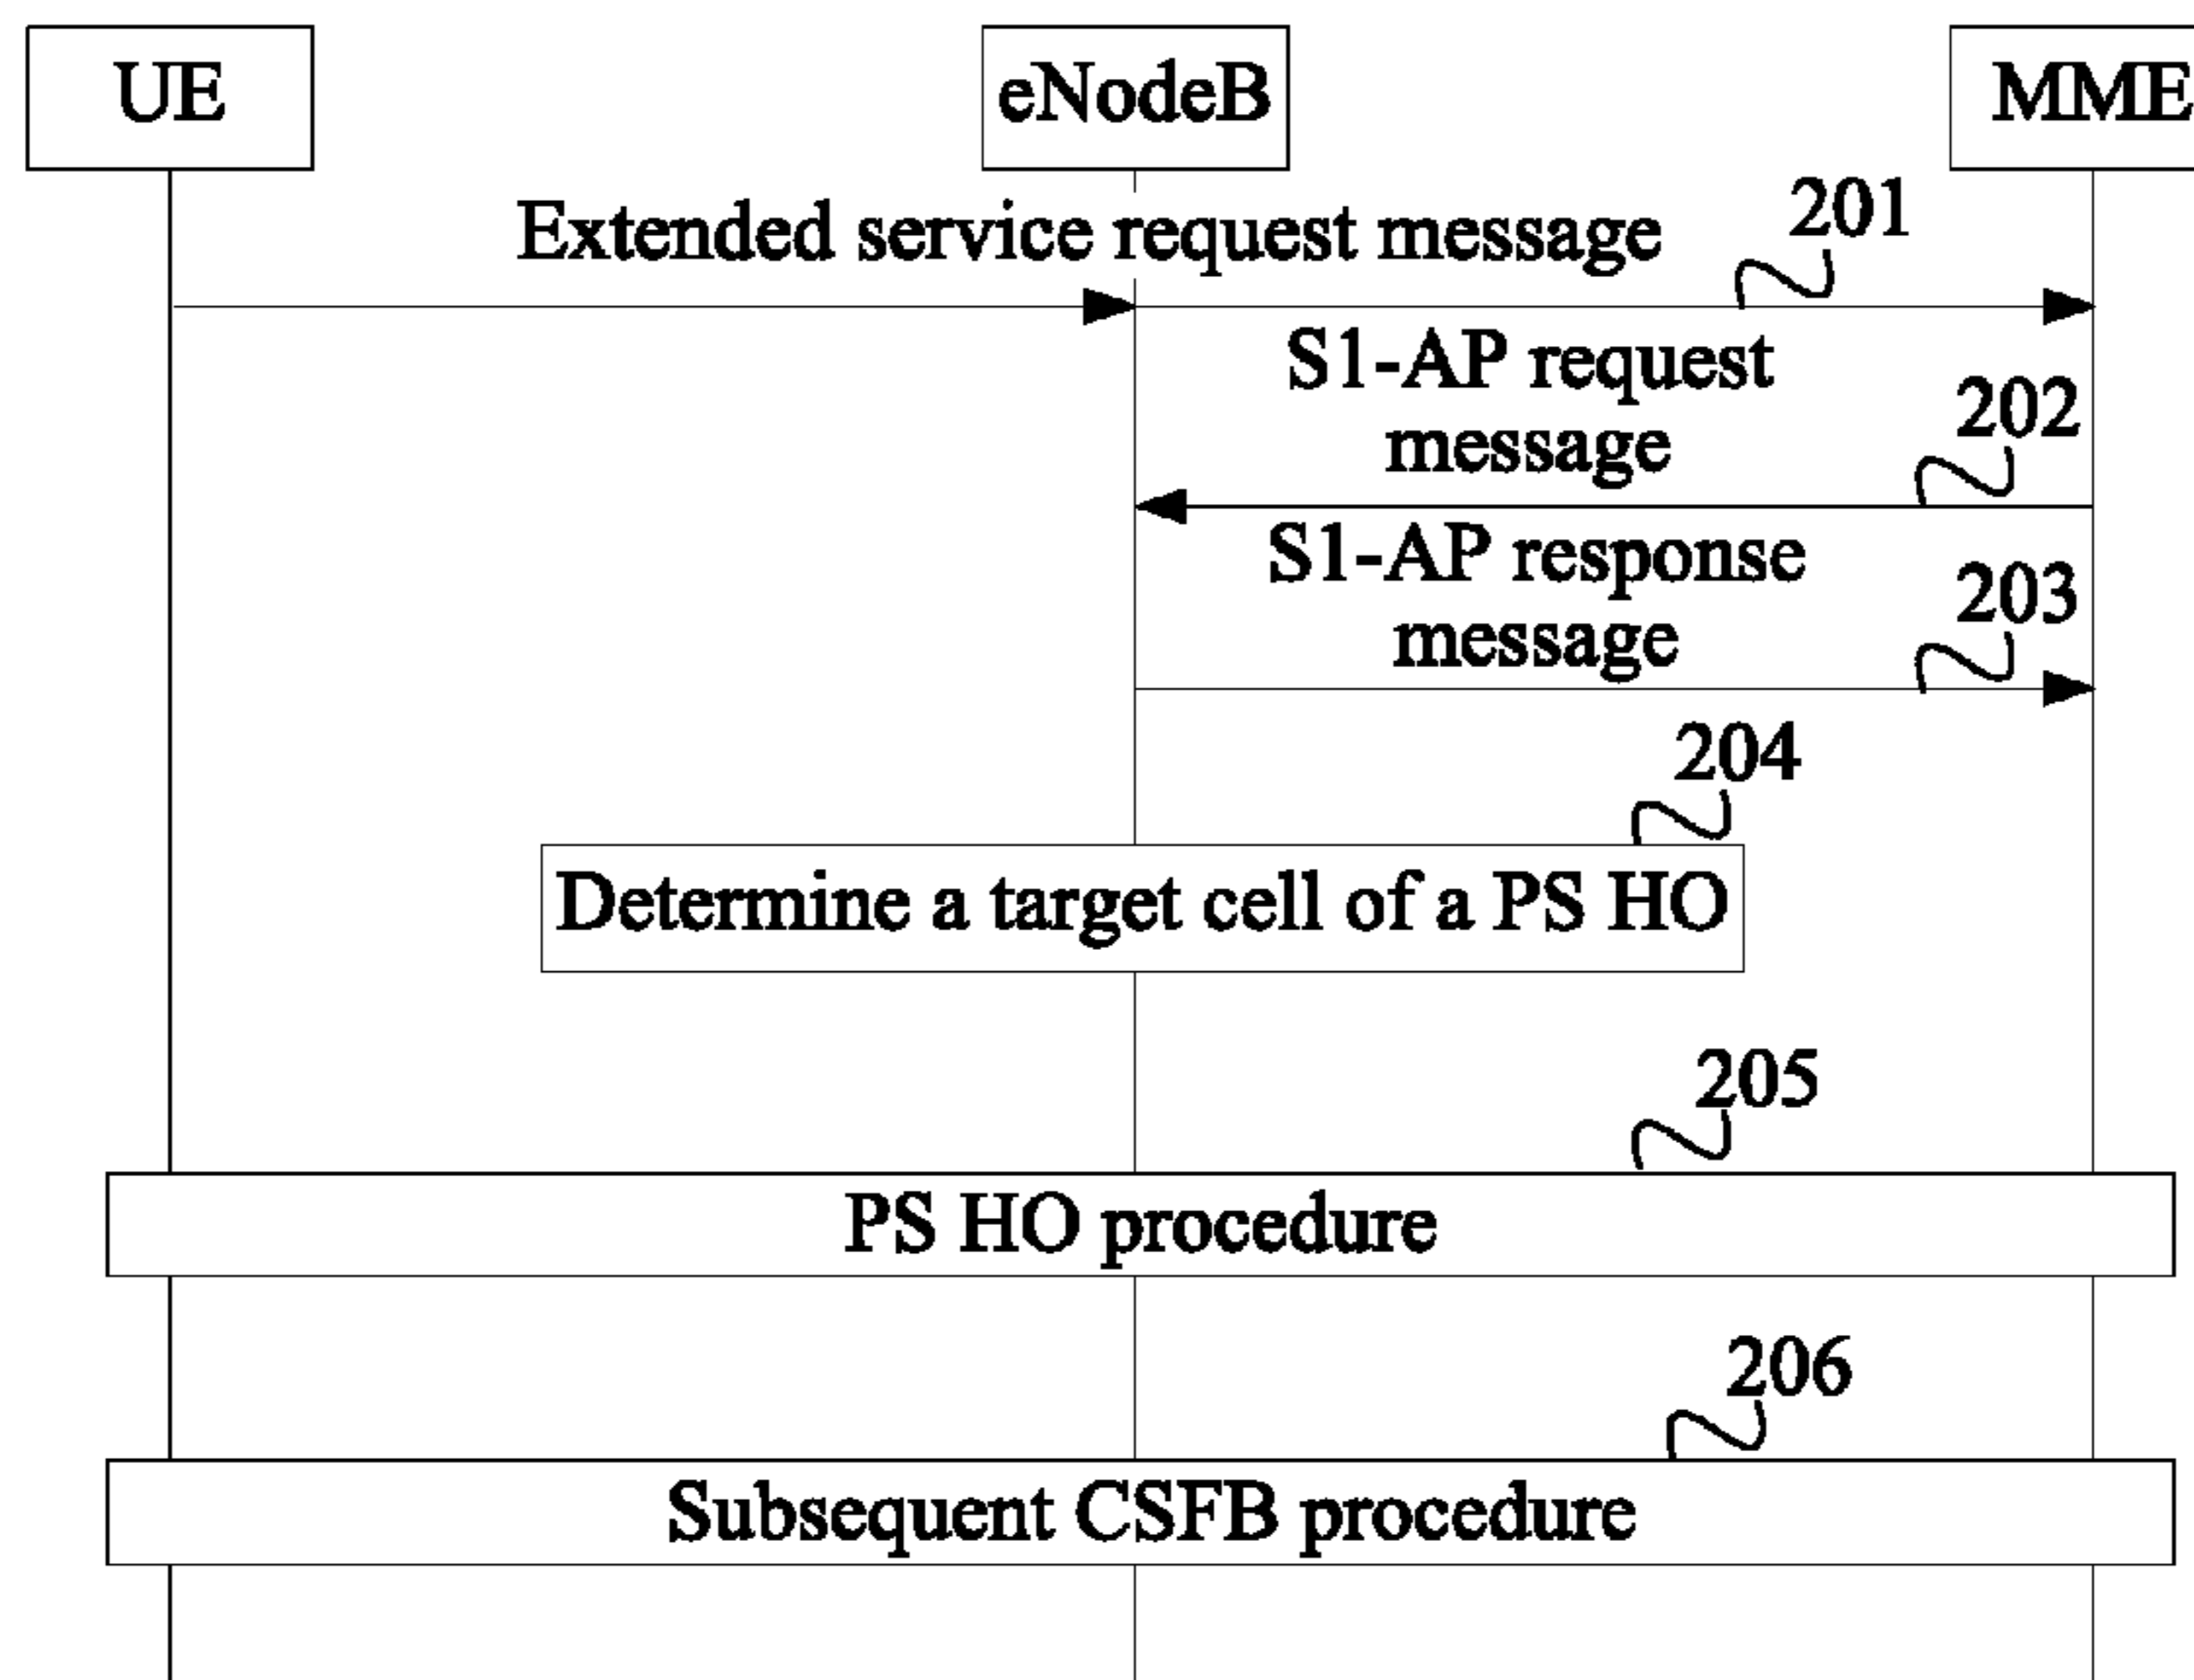 UE
eNodeB
MME
Extended service request message
201
S1-AP request
message
202
S1-AP response
message
203
204
Determine a target cell of a PS HO
205
PS HO procedure
206
Subsequent CSFB procedure